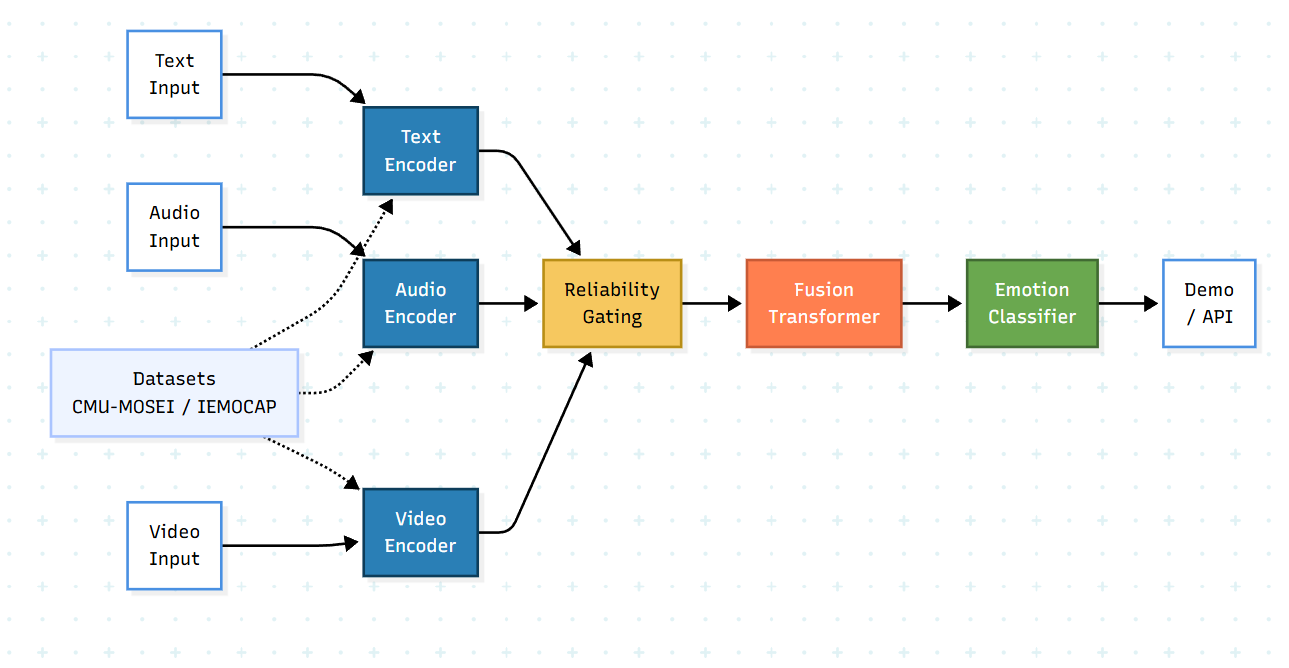 Text
Input
Text
Encoder
Audio
Input
Audio
Encoder
Reliability
Gating
Fusion
Transformer
Emotion
Classifier
Demo
/ API
Datasets
CMU-MOSEI / IEMOCAP
Video
Input
Video
Encoder